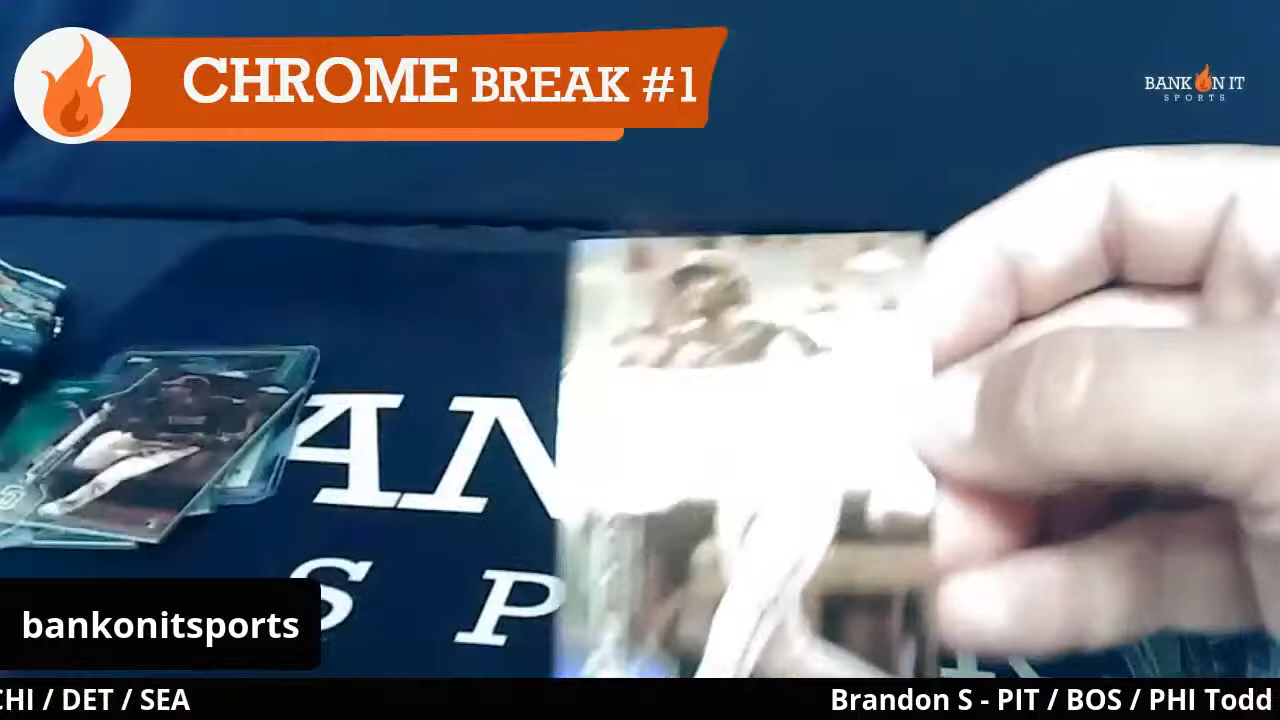 CHROME BREAK #1
BANK ON IT
SPORTS
AN
S P
bankonitsports
CHI / DET / SEA
Brandon S - PIT / BOS / PHI Todd